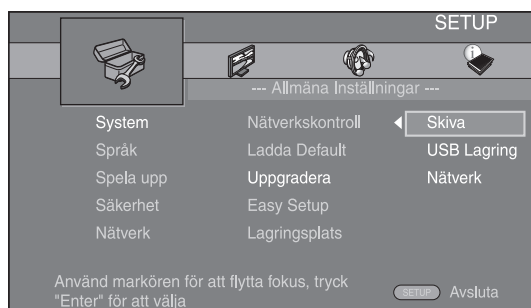 SETUP
--- Allmäna Inställningar ---
System
Nätverkskontroll
Skiva
Språk
Ladda Default
USB Lagring
Spela upp
Uppgradera
Nätverk
Säkerhet
Easy Setup
Nätverk
Lagringsplats
Använd markören för att flytta fokus, tryck
"Enter" för att välja
SETUP Avsluta